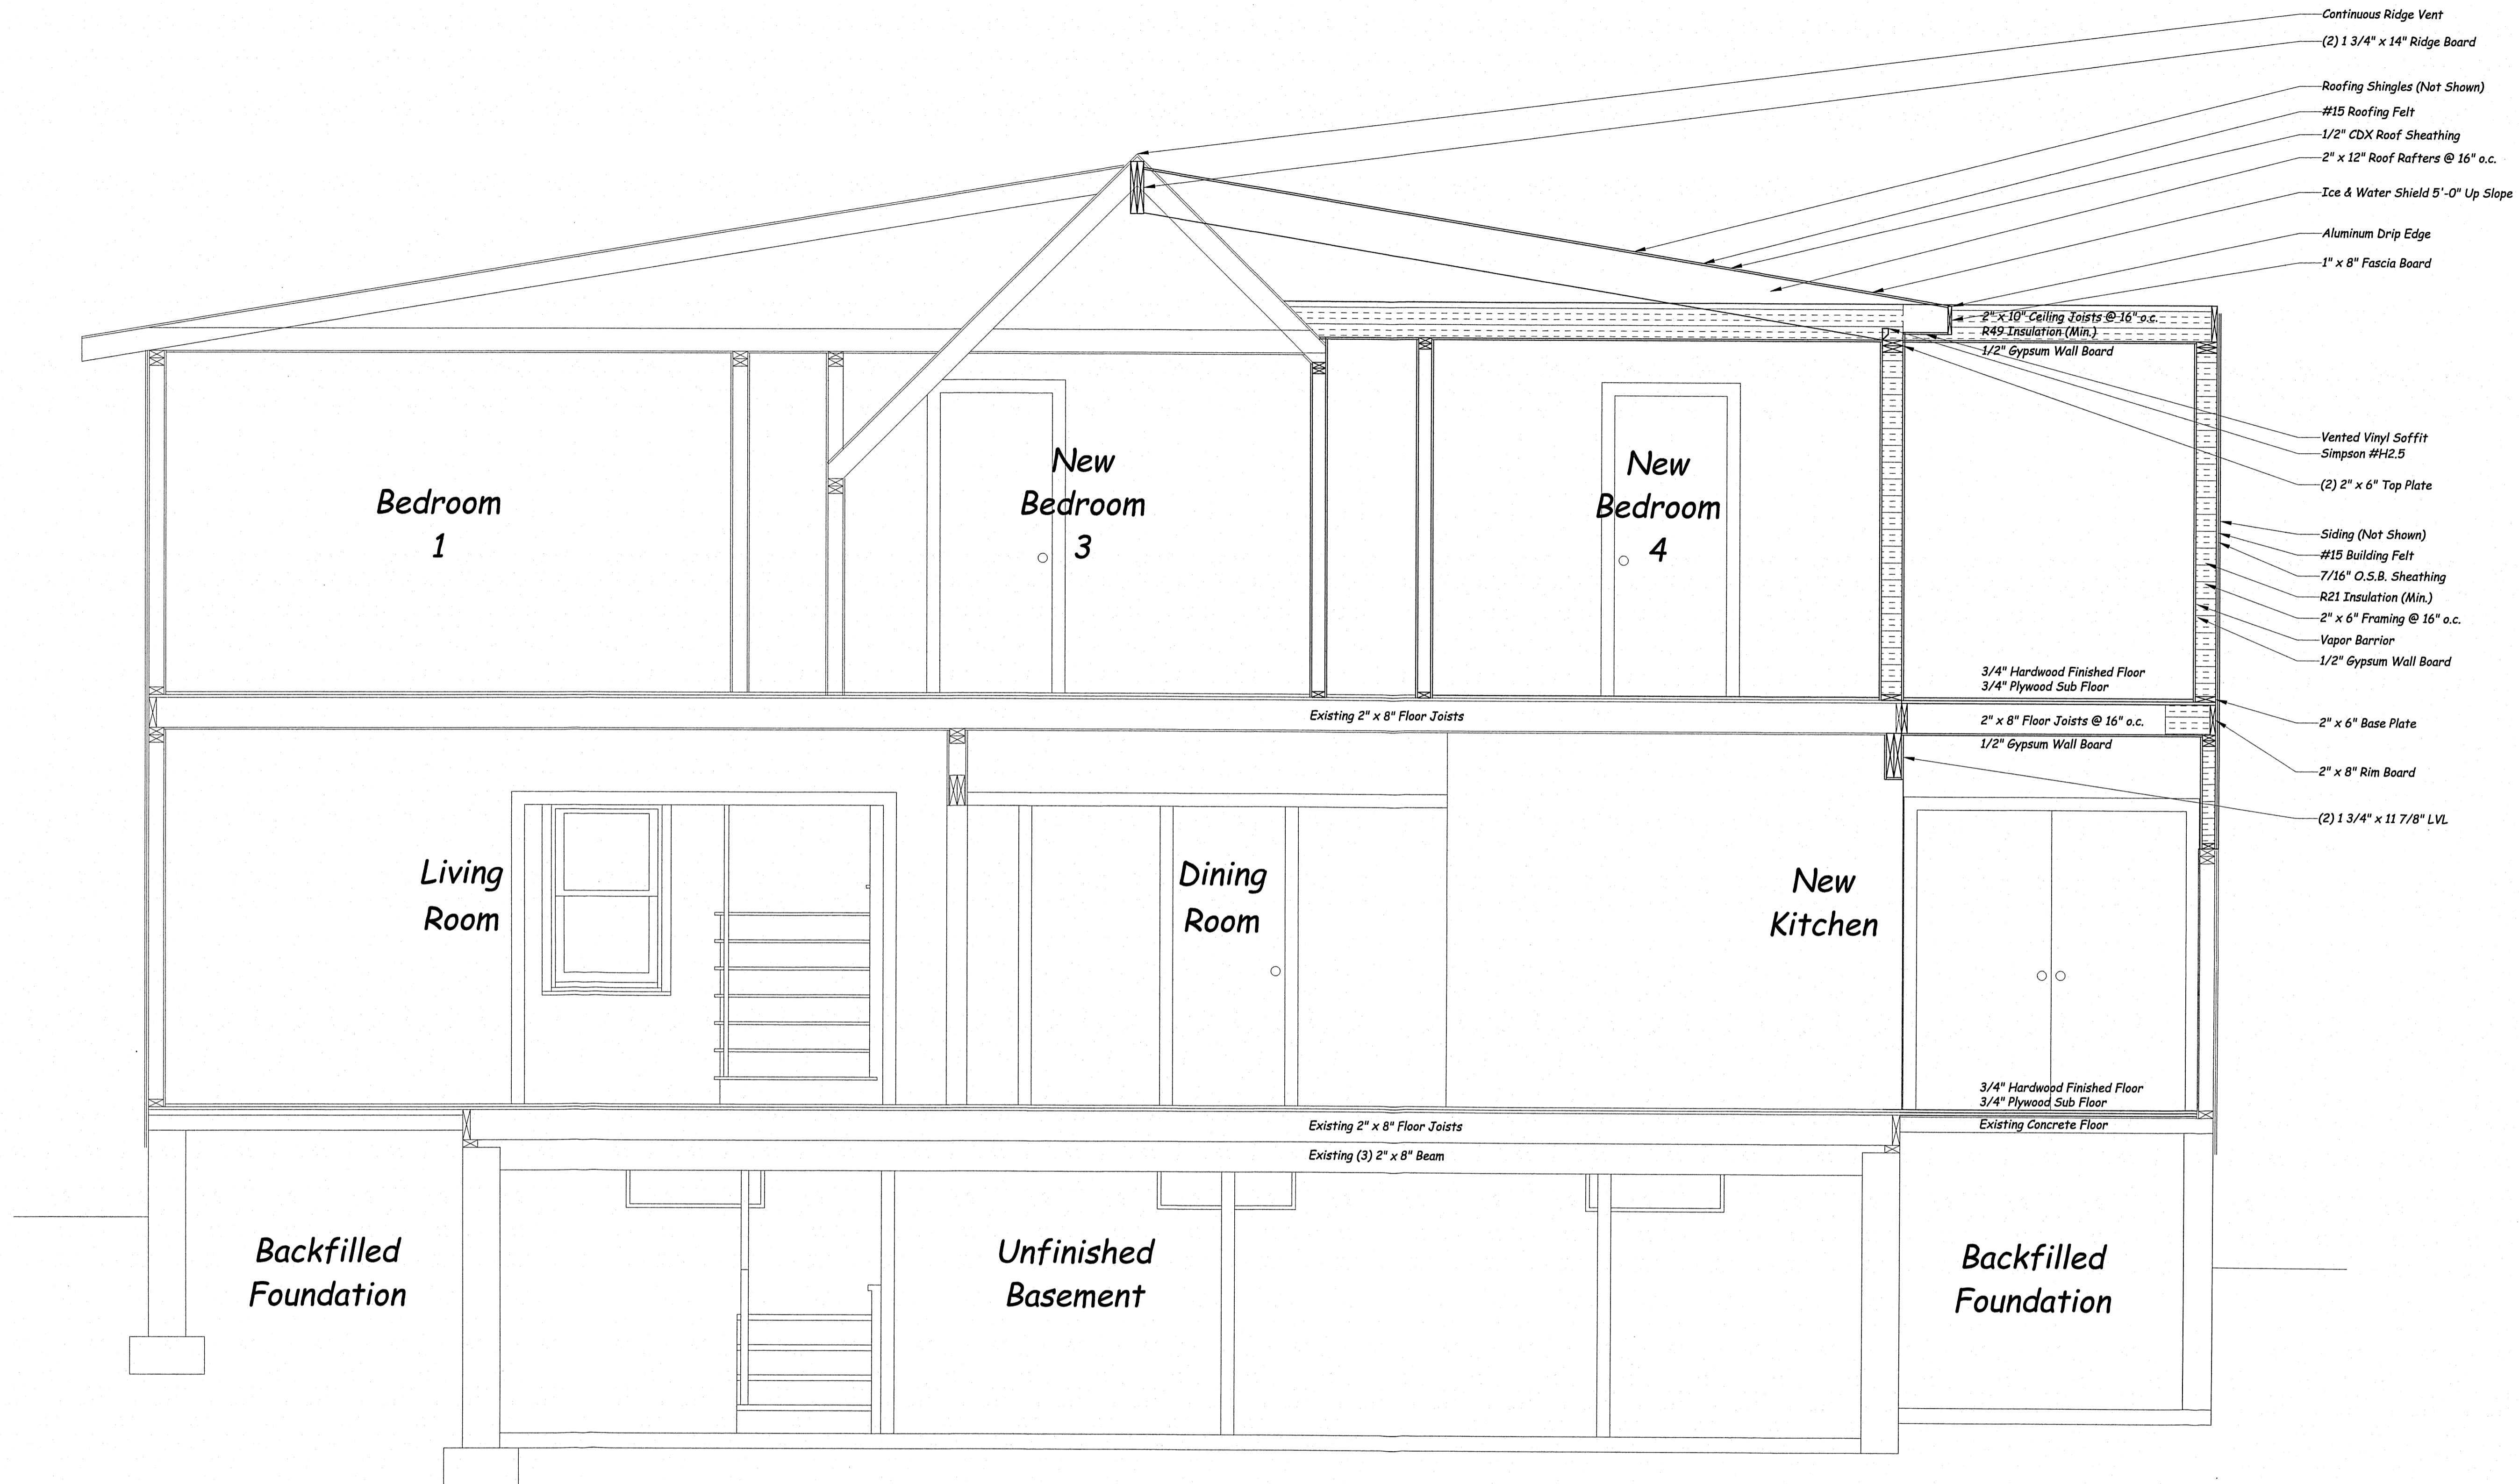 Continuous Ridge Vent
(2) 1 3/4" x 14" Ridge Board
Roofing Shingles (Not Shown)
#15 Roofing Felt
1/2" CDX Roof Sheathing
2" x 12" Roof Rafters @ 16" o.c.
Ice & Water Shield 5'-0" Up Slope
Aluminum Drip Edge
1" x 8" Fascia Board
2" x 10" Ceiling Joists @ 16" o.c.
R49 Insulation (Min.)
1/2" Gypsum Wall Board
Vented Vinyl Soffit
Simpson #H2.5
(2) 2" x 6" Top Plate
Siding (Not Shown)
#15 Building Felt
7/16" O.S.B. Sheathing
R21 Insulation (Min.)
2" x 6" Framing @ 16" o.c.
Vapor Barrior
1/2" Gypsum Wall Board
Bedroom
1
New
Bedroom
3
New
Bedroom
4
3/4" Hardwood Finished Floor
3/4" Plywood Sub Floor
Existing 2" x 8" Floor Joists
2" x 8" Floor Joists @ 16" o.c.
1/2" Gypsum Wall Board
2" x 6" Base Plate
2" x 8" Rim Board
(2) 1 3/4" x 11 7/8" LVL
Living
Room
Dining
Room
New
Kitchen
3/4" Hardwood Finished Floor
3/4" Plywood Sub Floor
Existing Concrete Floor
Existing 2" x 8" Floor Joists
Existing (3) 2" x 8" Beam
Backfilled
Foundation
Unfinished
Basement
Backfilled
Foundation